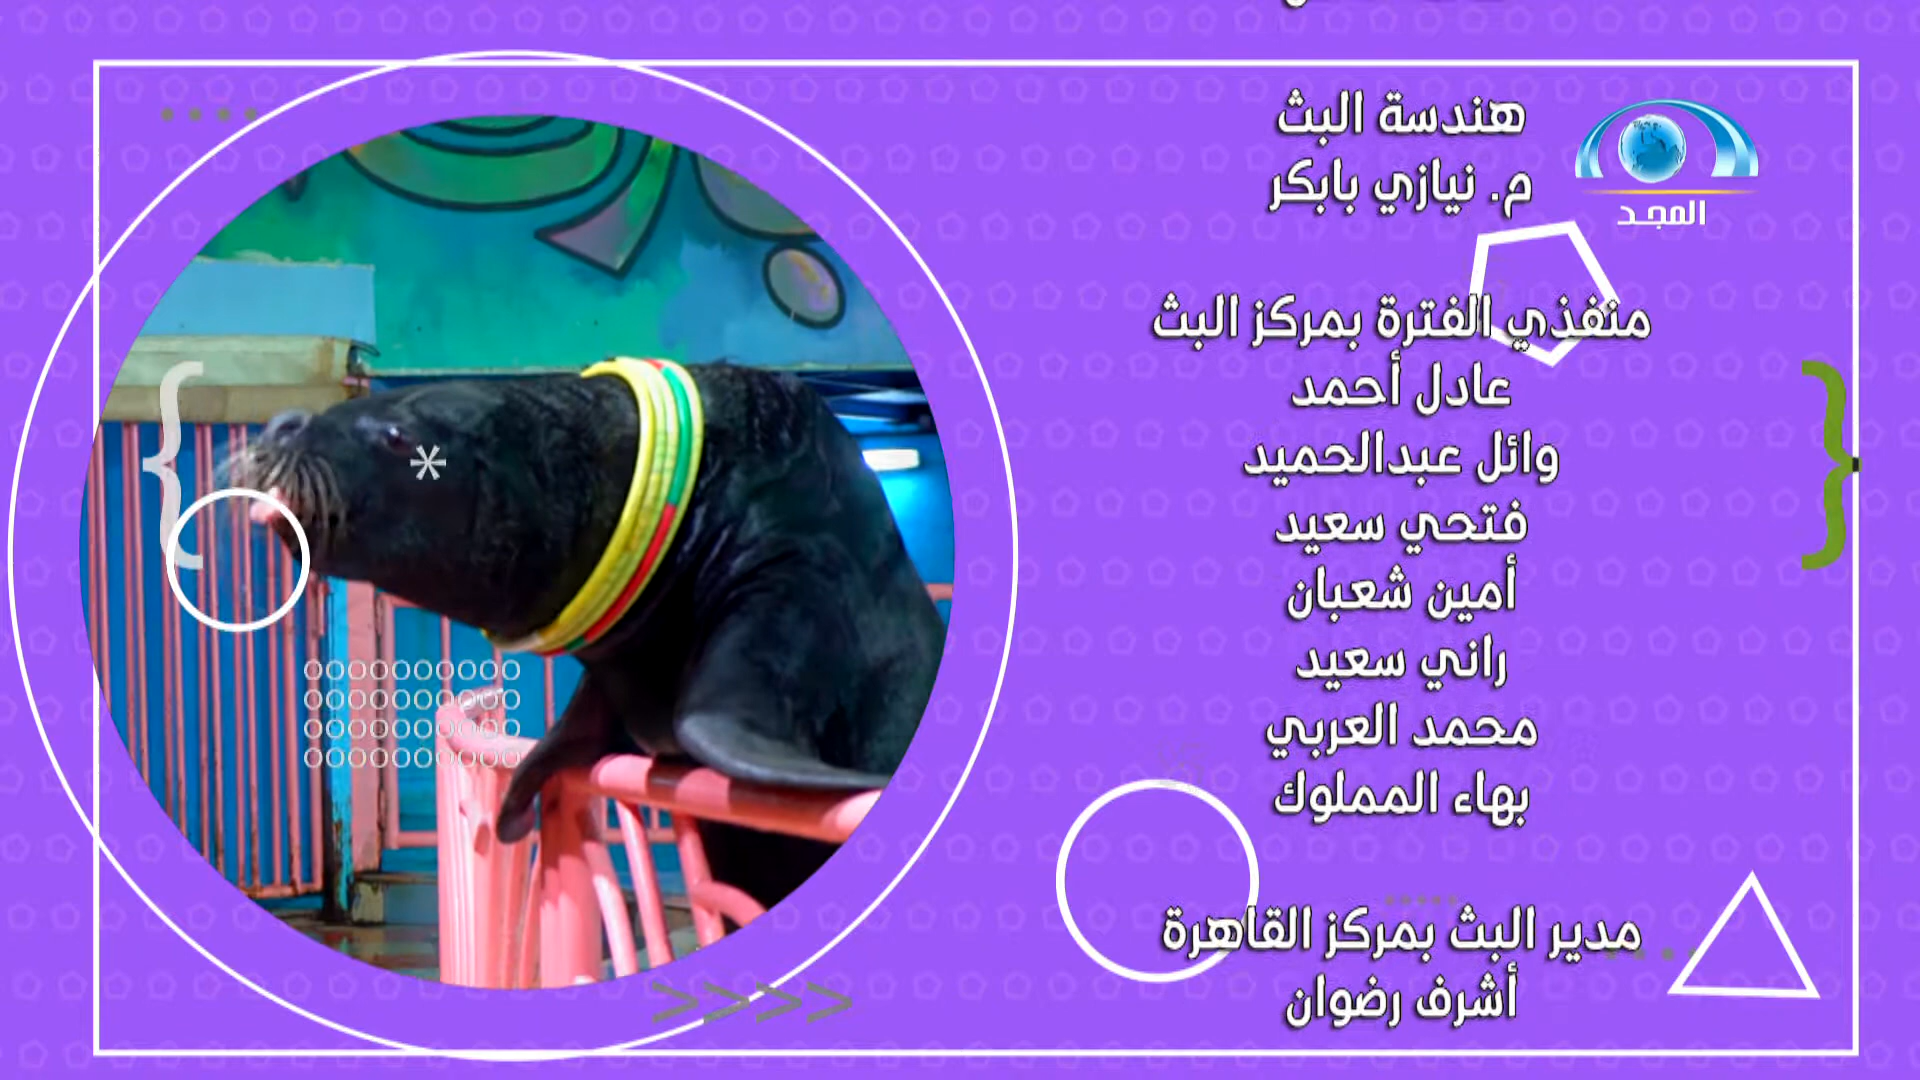 المجد
هندسة البث
م. نيازي بابكر
منفذي الفترة بمركز البث
عادل أحمد
وائل عبدالحميد
فتحي سعيد
أمين شعبان
راني سعيد
محمد العربي
بهاء المملوك
مدير البث بمركز القاهرة
أشرف رضوان